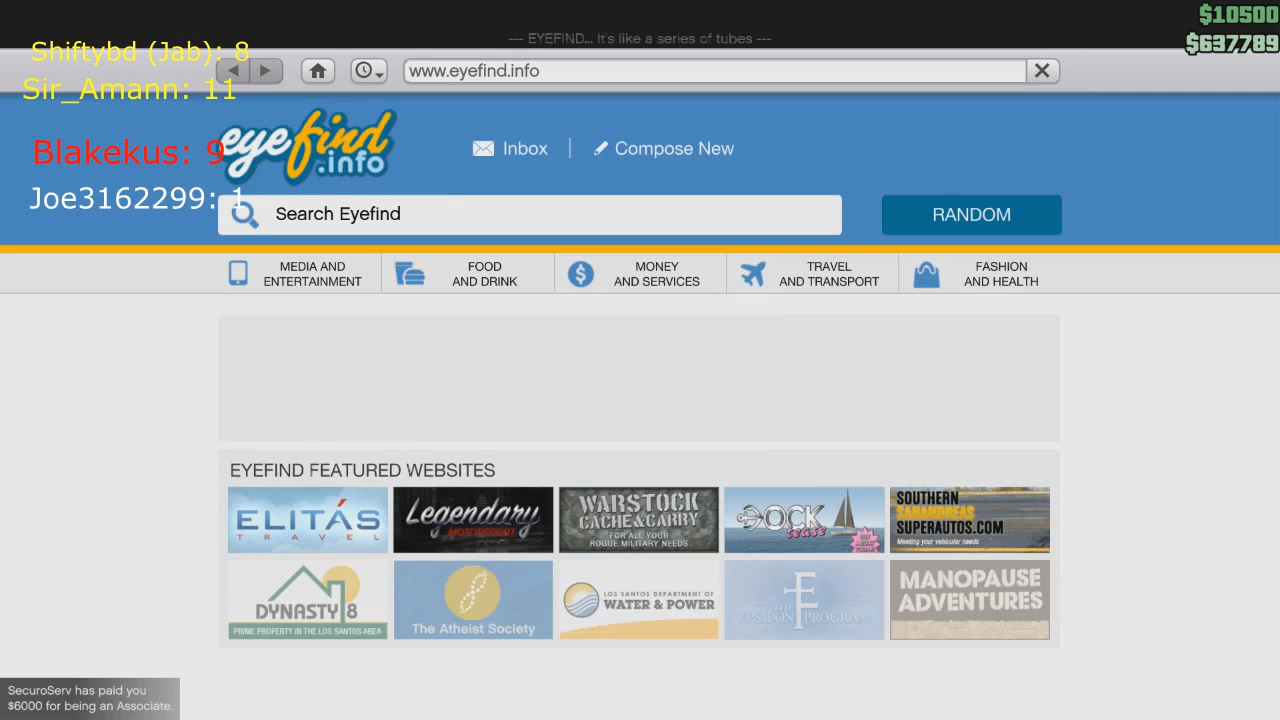 $10500
--- EYEFIND... It's like a series of tubes ---
$637789
Shiftybd (Jab): 8
www.eyefind.info
Sir_Amann: 11
eyefind
.info
Inbox
Compose New
Blakekus: 9
Joe3162299: 1
Search Eyefind
RANDOM
MEDIA AND
ENTERTAINMENT
FOOD
AND DRINK
MONEY
AND SERVICES
TRAVEL
AND TRANSPORT
FASHION
AND HEALTH
EYEFIND FEATURED WEBSITES
ELITÁS
TRAVEL
Legendary
MOTORSPORT
WARSTOCK
CACHE&CARRY
FOR ALL YOUR
ROGUE MILITARY NEEDS
DOCK
tease
SOUTHERN
SANANDREAS
SUPERAUTOS.COM
Meeting your vehicular needs
DYNASTY 8
PRIME PROPERTY IN THE LOS SANTOS AREA
The Atheist Society
LOS SANTOS DEPARTMENT OF
WATER & POWER
THE
EPSILON PROGRAM
MANOPAUSE
ADVENTURES
SecuroServ has paid you
$6000 for being an Associate.